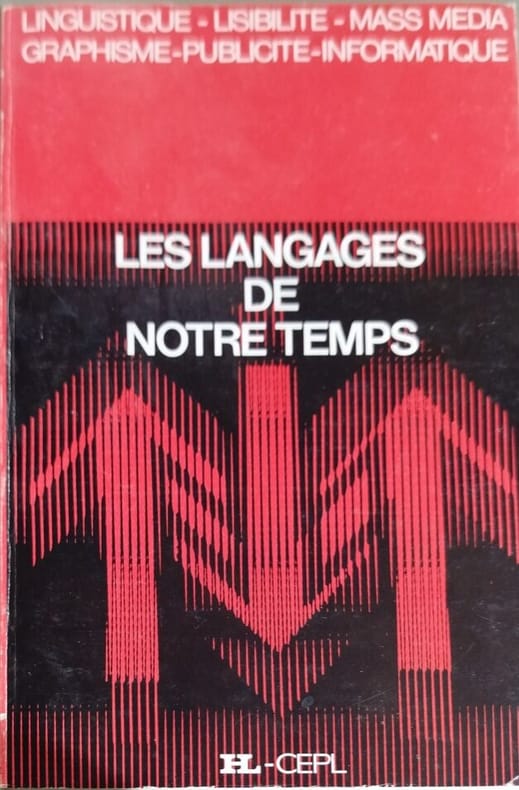 LINGUISTIQUE - LISIBILITE - MASS MEDIA
GRAPHISME-PUBLICITE-INFORMATIQUE
LES LANGAGES
DE
NOTRE TEMPS
HL-CEPL